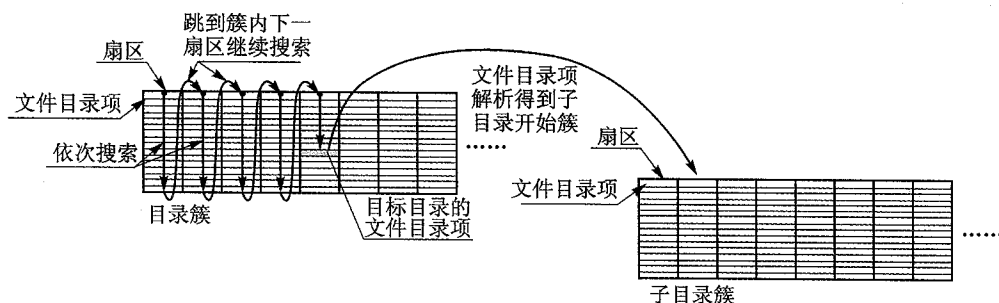 跳到簇内下一
扇区继续搜索
扇区
文件目录项
依次搜索
目录簇
目标目录的
文件目录项
文件目录项
解析得到子
目录开始簇
……
扇区
文件目录项
子目录簇
……